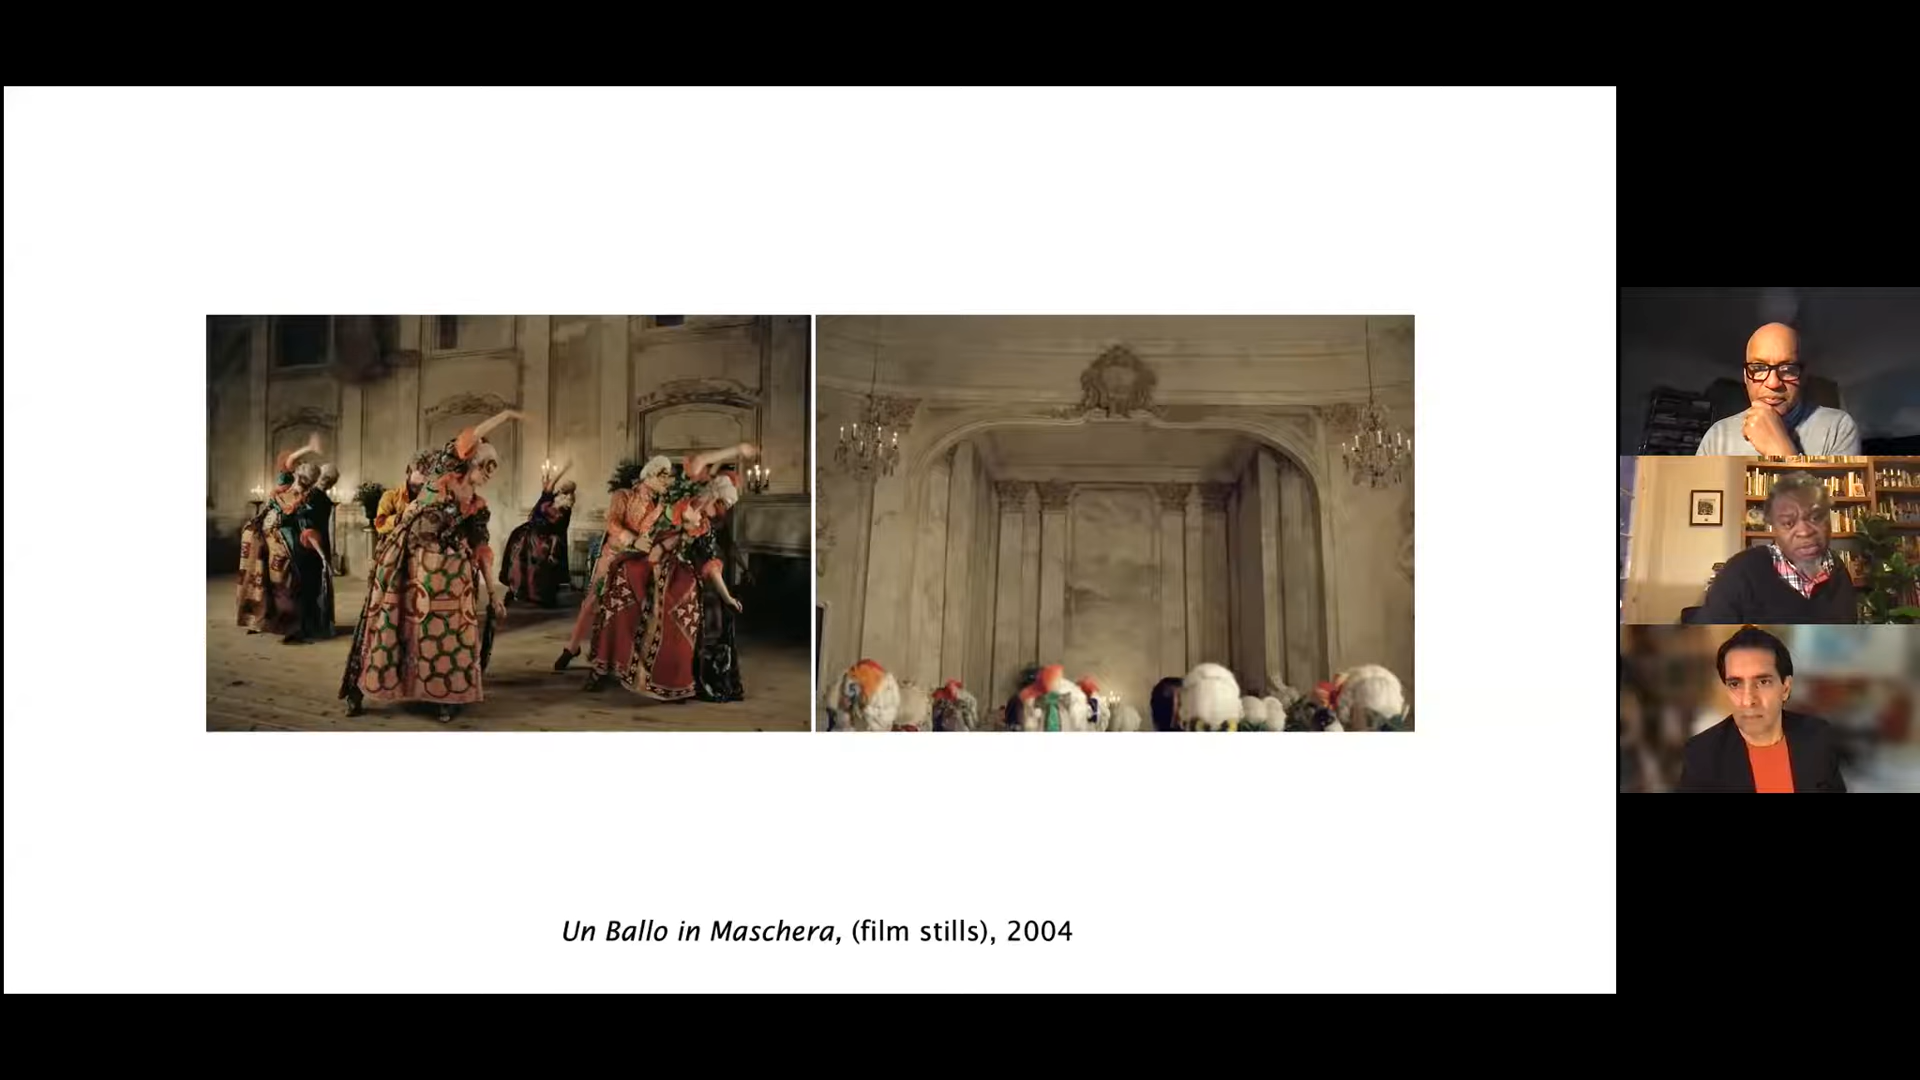 Un Ballo in Maschera, (film stills), 2004